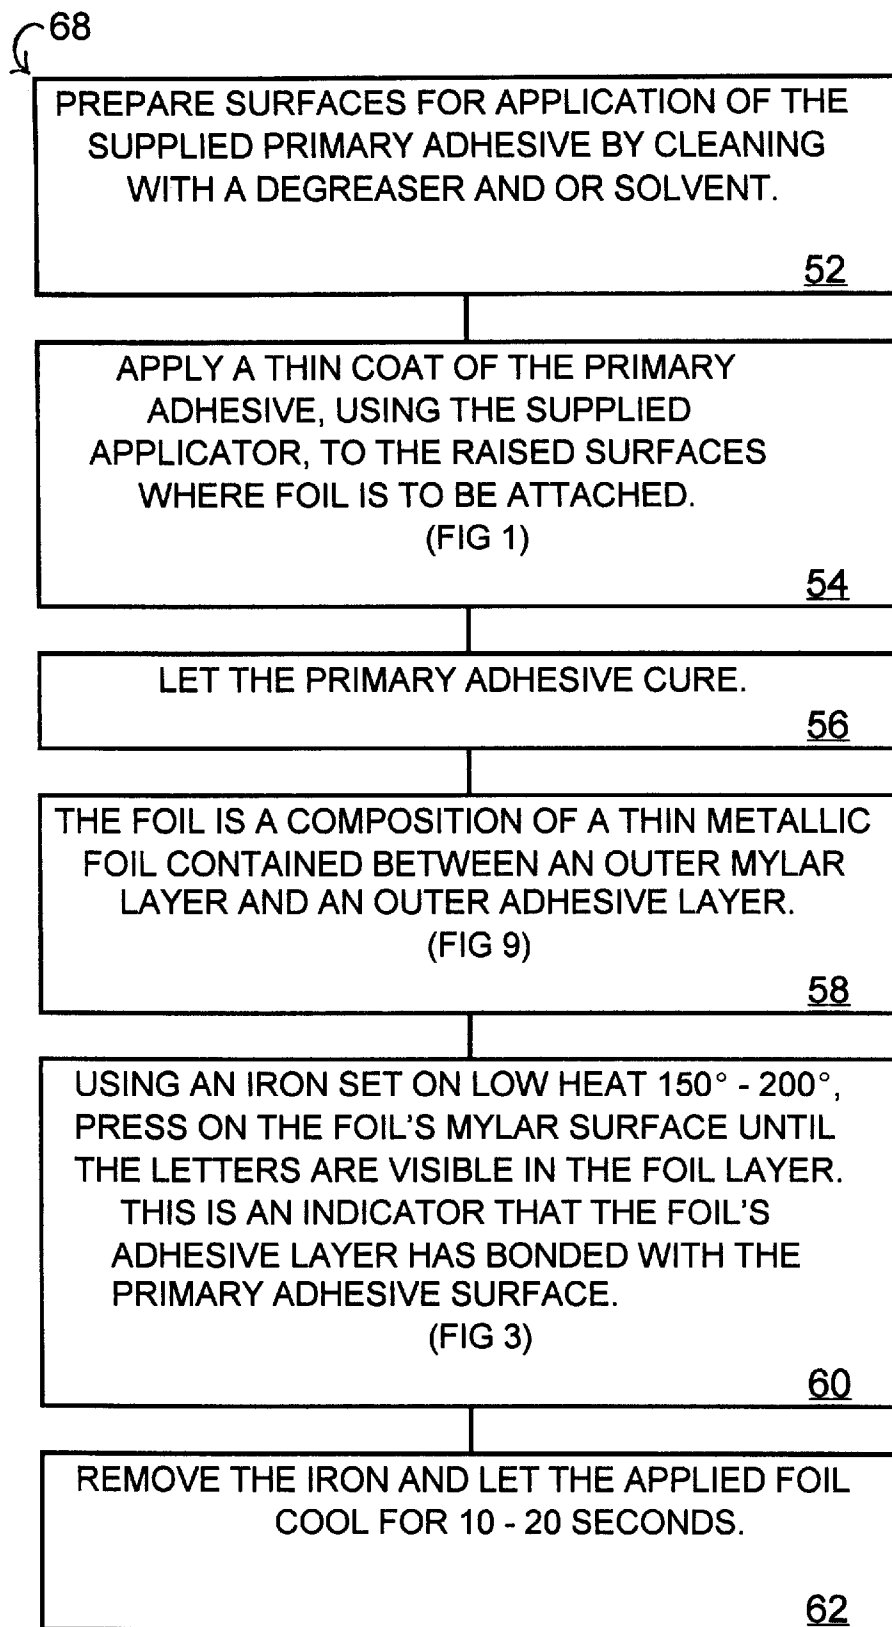 68
PREPARE SURFACES FOR APPLICATION OF THE
SUPPLIED PRIMARY ADHESIVE BY CLEANING
WITH A DEGREASER AND OR SOLVENT.
52
APPLY A THIN COAT OF THE PRIMARY
ADHESIVE, USING THE SUPPLIED
APPLICATOR, TO THE RAISED SURFACES
WHERE FOIL IS TO BE ATTACHED.
(FIG 1)
54
LET THE PRIMARY ADHESIVE CURE.
56
THE FOIL IS A COMPOSITION OF A THIN METALLIC
FOIL CONTAINED BETWEEN AN OUTER MYLAR
LAYER AND AN OUTER ADHESIVE LAYER.
(FIG 9)
58
USING AN IRON SET ON LOW HEAT 150° - 200°,
PRESS ON THE FOIL'S MYLAR SURFACE UNTIL
THE LETTERS ARE VISIBLE IN THE FOIL LAYER.
THIS IS AN INDICATOR THAT THE FOIL'S
ADHESIVE LAYER HAS BONDED WITH THE
PRIMARY ADHESIVE SURFACE.
(FIG 3)
60
REMOVE THE IRON AND LET THE APPLIED FOIL
COOL FOR 10 - 20 SECONDS.
62